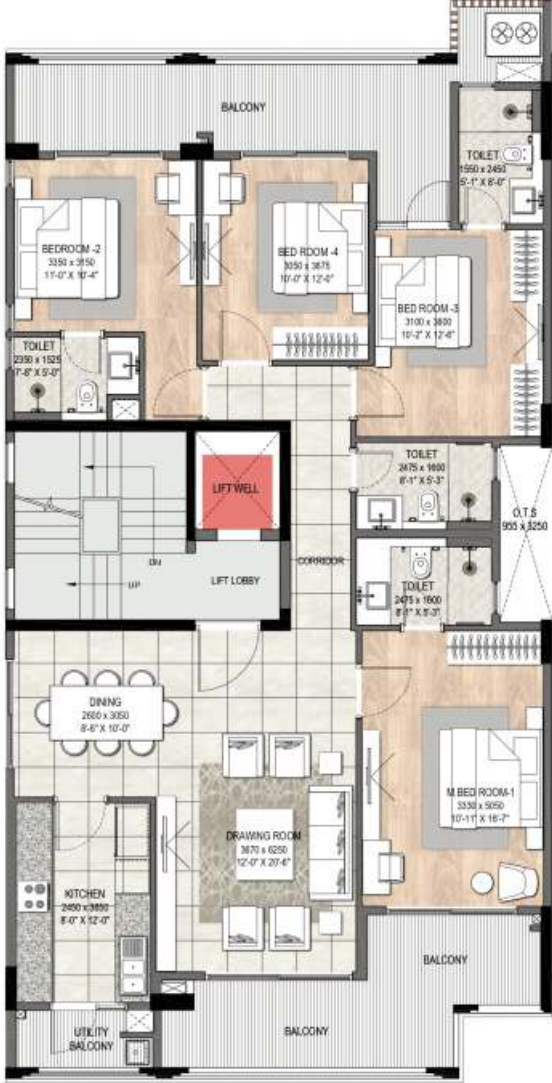 BALCONY
TOILET
1550 x 2450
5'-1" X 8'-0"
BEDROOM -2
3350 x 3150
11'-0" X 10'-4"
BED ROOM -4
3050 x 3675
10'-0" X 12'-0"
BED ROOM -3
3100 x 3800
10'-2" X 12'-6"
TOILET
2350 x 1525
7'-8" X 5'-0"
LIFT WELL
TOILET
2475 x 1600
8'-1" X 5'-3"
O.T.S
955 x 3250
DN
UP
LIFT LOBBY
CORRIDOR
TOILET
2475 x 1600
8'-1" X 5'-3"
DINING
2600 x 3050
8'-6" X 10'-0"
M.BED ROOM-1
3330 x 5050
10'-11" X 16'-7"
DRAWING ROOM
3670 x 6250
12'-0" X 20'-6"
KITCHEN
2450 x 3650
8'-0" X 12'-0"
BALCONY
UTILITY
BALCONY
BALCONY